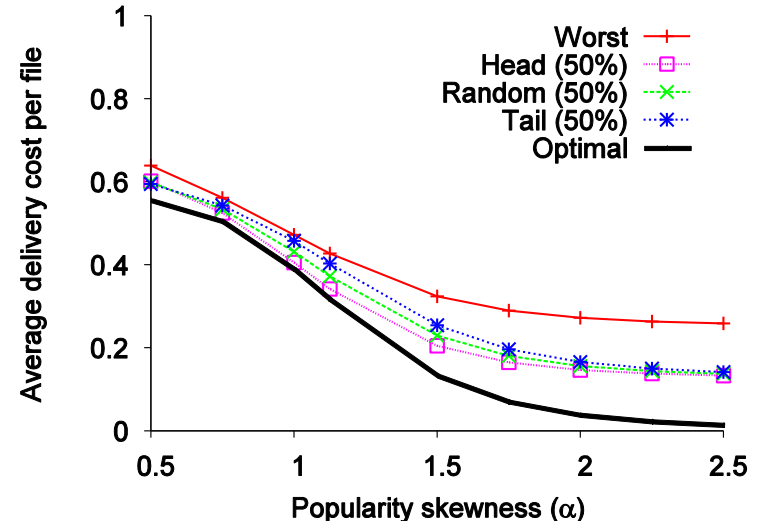 Average delivery cost per file
1
0.8
0.6
0.4
0.2
0
Worst
Head (50%)
Random (50%)
Tail (50%)
Optimal
0.5 1 1.5 2 2.5
Popularity skewness (α)